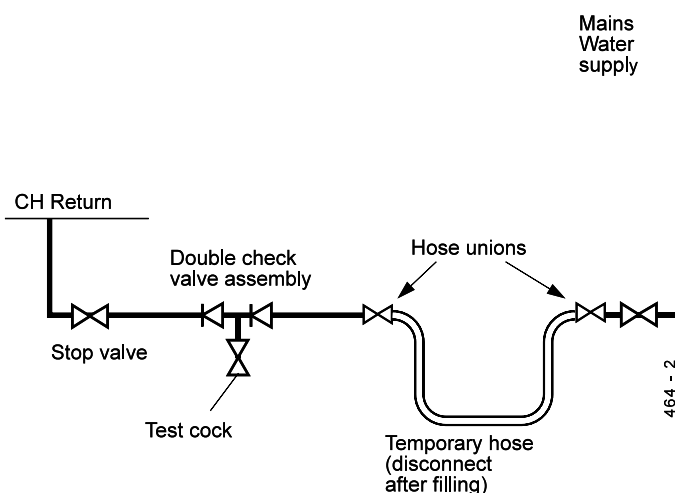 Mains
Water
supply
CH Return
Double check
valve assembly
Hose unions
Stop valve
Test cock
Temporary hose
(disconnect
after filling)
464 - 2